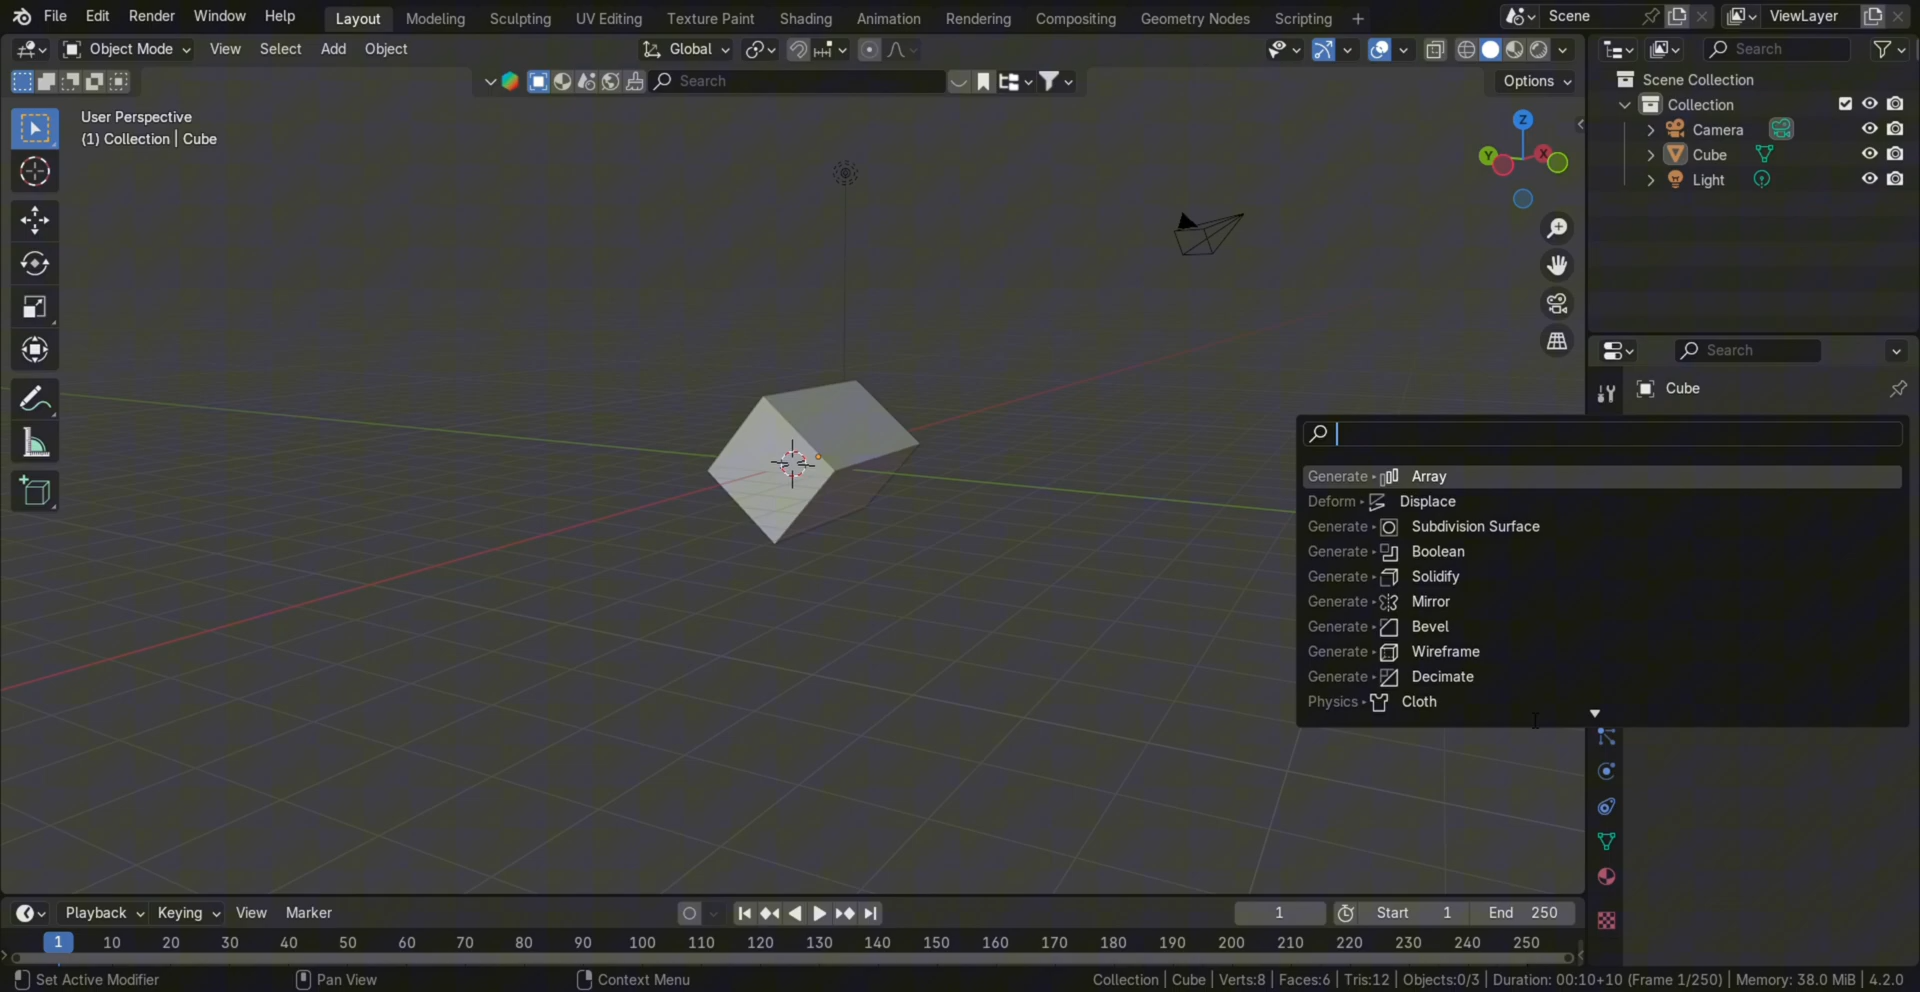 File Edit Render Window Help Layout Modeling Sculpting UV Editing Texture Paint Shading Animation Rendering Compositing Geometry Nodes Scripting + Scene ViewLayer
Object Mode View Select Add Object Global Search
Search Options
User Perspective
(1) Collection | Cube
Z
Y
X
Scene Collection
Collection
Camera
Cube
Light
Search
Cube
Generate Array
Deform Displace
Generate Subdivision Surface
Generate Boolean
Generate Solidify
Generate Mirror
Generate Bevel
Generate Wireframe
Generate Decimate
Physics Cloth
Playback Keying View Marker 1 Start 1 End 250
1 10 20 30 40 50 60 70 80 90 100 110 120 130 140 150 160 170 180 190 200 210 220 230 240 250
Set Active Modifier Pan View Context Menu Collection | Cube | Verts:8 | Faces:6 | Tris:12 | Objects:0/3 | Duration: 00:10+10 (Frame 1/250) | Memory: 38.0 MiB | 4.2.0